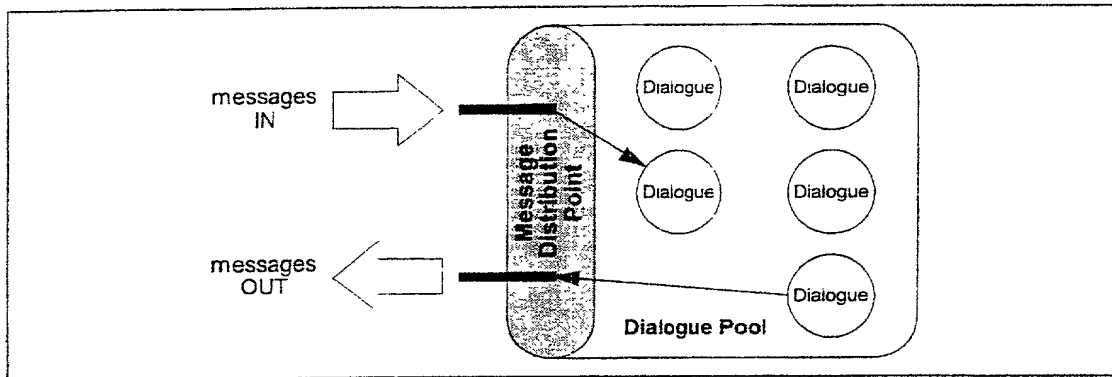 messages
IN
messages
OUT
Message
Distribution
Point
Dialogue
Dialogue
Dialogue
Dialogue
Dialogue
Dialogue Pool